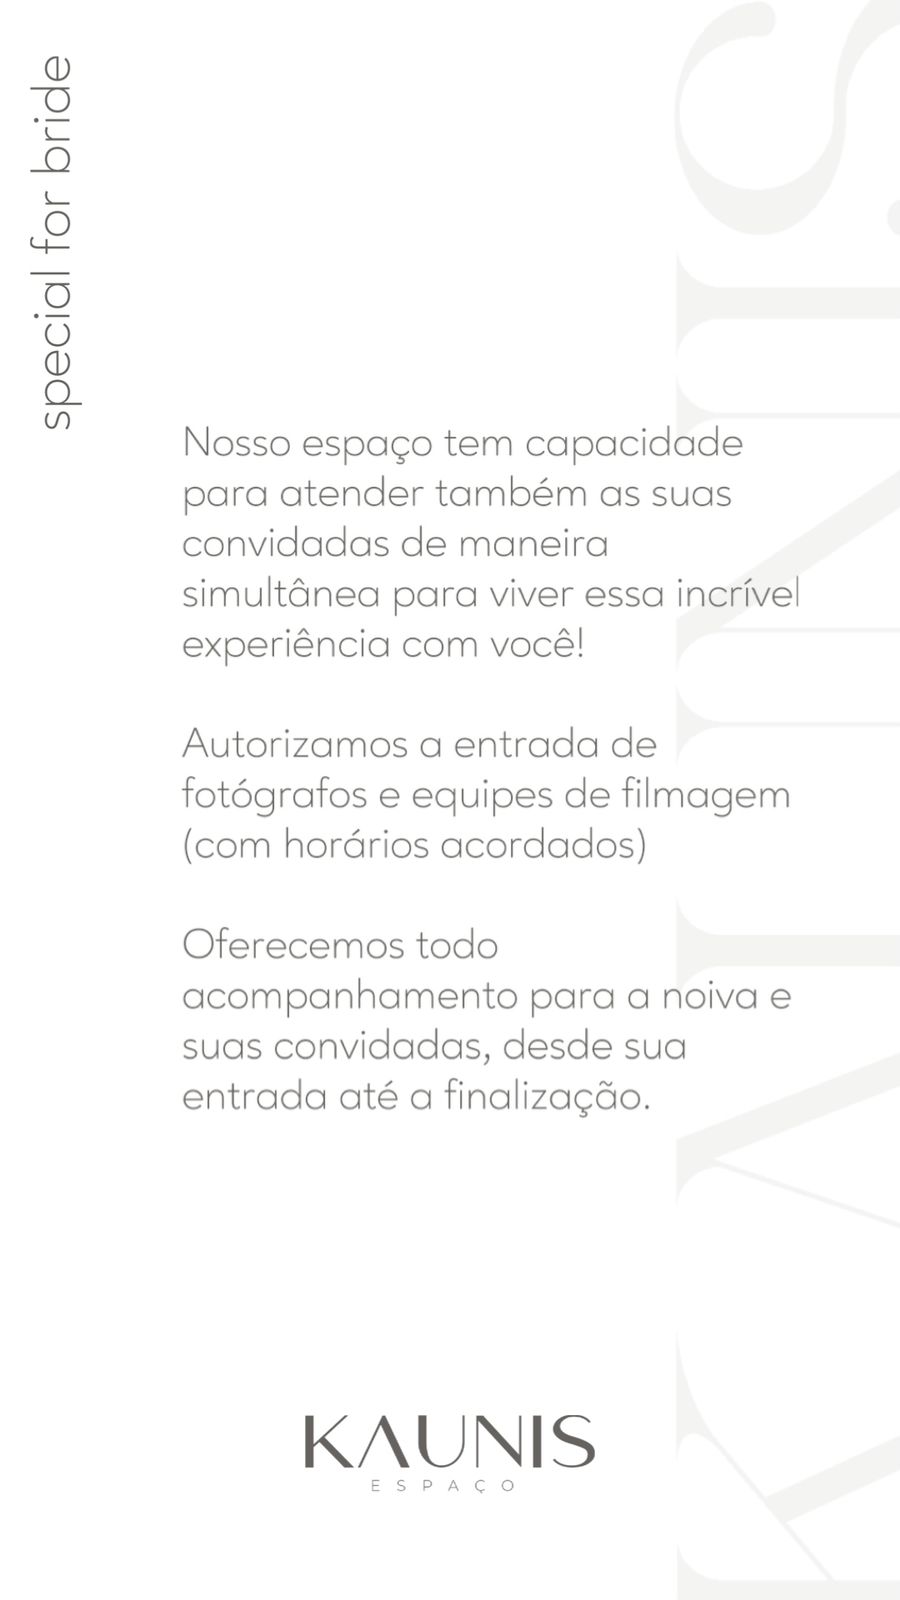 special for bride
Nosso espaço tem capacidade
para atender também as suas
convidadas de maneira
simultânea para viver essa incrível
experiência com você!
Autorizamos a entrada de
fotógrafos e equipes de filmagem
(com horários acordados)
Oferecemos todo
acompanhamento para a noiva e
suas convidadas, desde sua
entrada até a finalização.
KAUNIS
KAUNIS
ESPAÇO